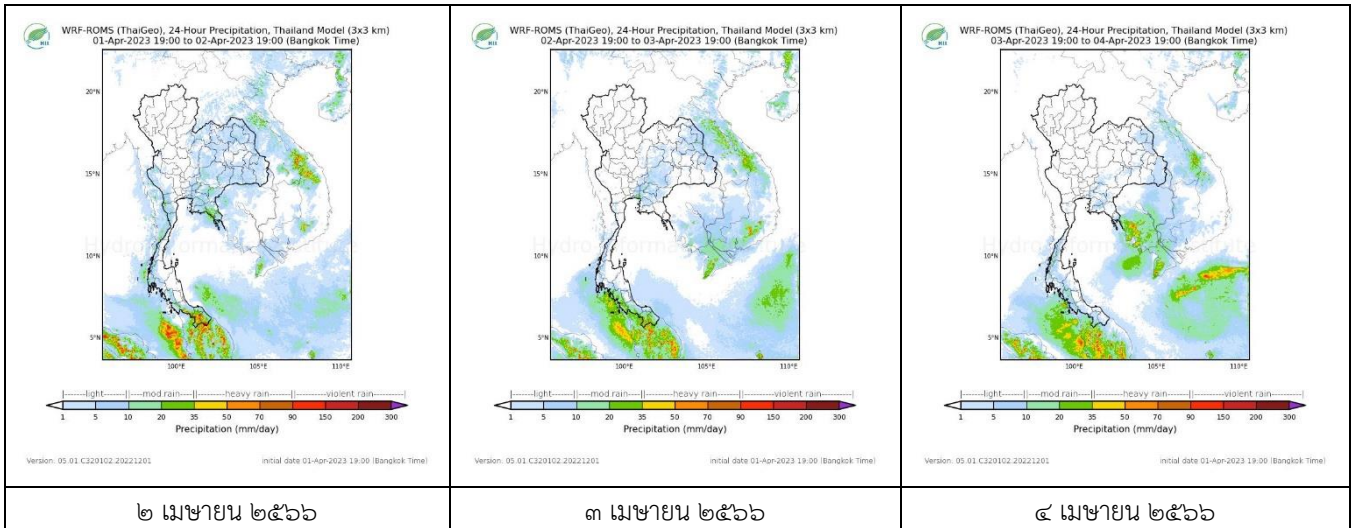 HII
WRF-ROMS (ThaiGeo), 24-Hour Precipitation, Thailand Model (3x3 km)
01-Apr-2023 19:00 to 02-Apr-2023 19:00 (Bangkok Time)
20°N
15°N
10°N
5°N
100°E 105°E 110°E
Hydro Informatics Institute
|------light------||---mod rain---||------heavy rain------||------violent rain------|
1 5 10 20 35 50 70 90 150 200 300
Precipitation (mm/day)
Version: 05.01.C320102.20221201 initial date 01-Apr-2023 19:00 (Bangkok Time)
๒ เมษายน ๒๕๖๖
HII
WRF-ROMS (ThaiGeo), 24-Hour Precipitation, Thailand Model (3x3 km)
02-Apr-2023 19:00 to 03-Apr-2023 19:00 (Bangkok Time)
20°N
15°N
10°N
5°N
100°E 105°E 110°E
Hydro Informatics Institute
|------light------||---mod rain---||------heavy rain------||------violent rain------|
1 5 10 20 35 50 70 90 150 200 300
Precipitation (mm/day)
Version: 05.01.C320102.20221201 initial date 01-Apr-2023 19:00 (Bangkok Time)
๓ เมษายน ๒๕๖๖
HII
WRF-ROMS (ThaiGeo), 24-Hour Precipitation, Thailand Model (3x3 km)
03-Apr-2023 19:00 to 04-Apr-2023 19:00 (Bangkok Time)
20°N
15°N
10°N
5°N
100°E 105°E 110°E
Hydro Informatics Institute
|------light------||---mod rain---||------heavy rain------||------violent rain------|
1 5 10 20 35 50 70 90 150 200 300
Precipitation (mm/day)
Version: 05.01.C320102.20221201 initial date 01-Apr-2023 19:00 (Bangkok Time)
๔ เมษายน ๒๕๖๖